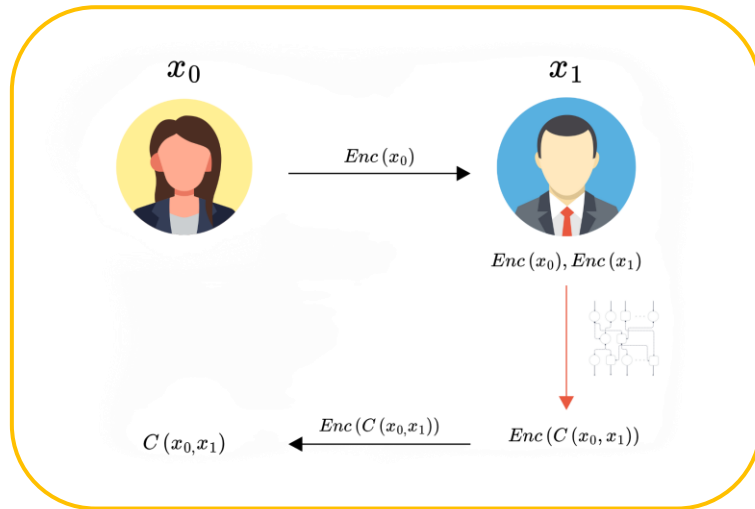 x₀
x₁
Enc (x₀)
Enc (x₀), Enc (x₁)
Enc (C (x₀,x₁))
C (x₀,x₁)
Enc (C (x₀, x₁))